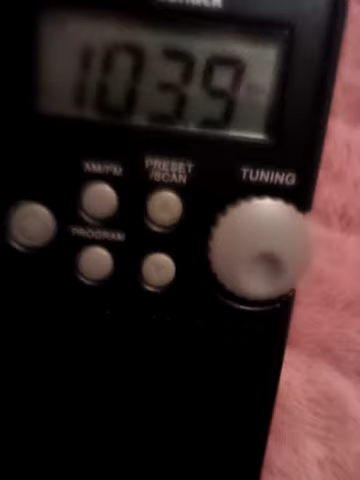 1039
AM/FM
PRESET
/SCAN
TUNING
PROGRAM